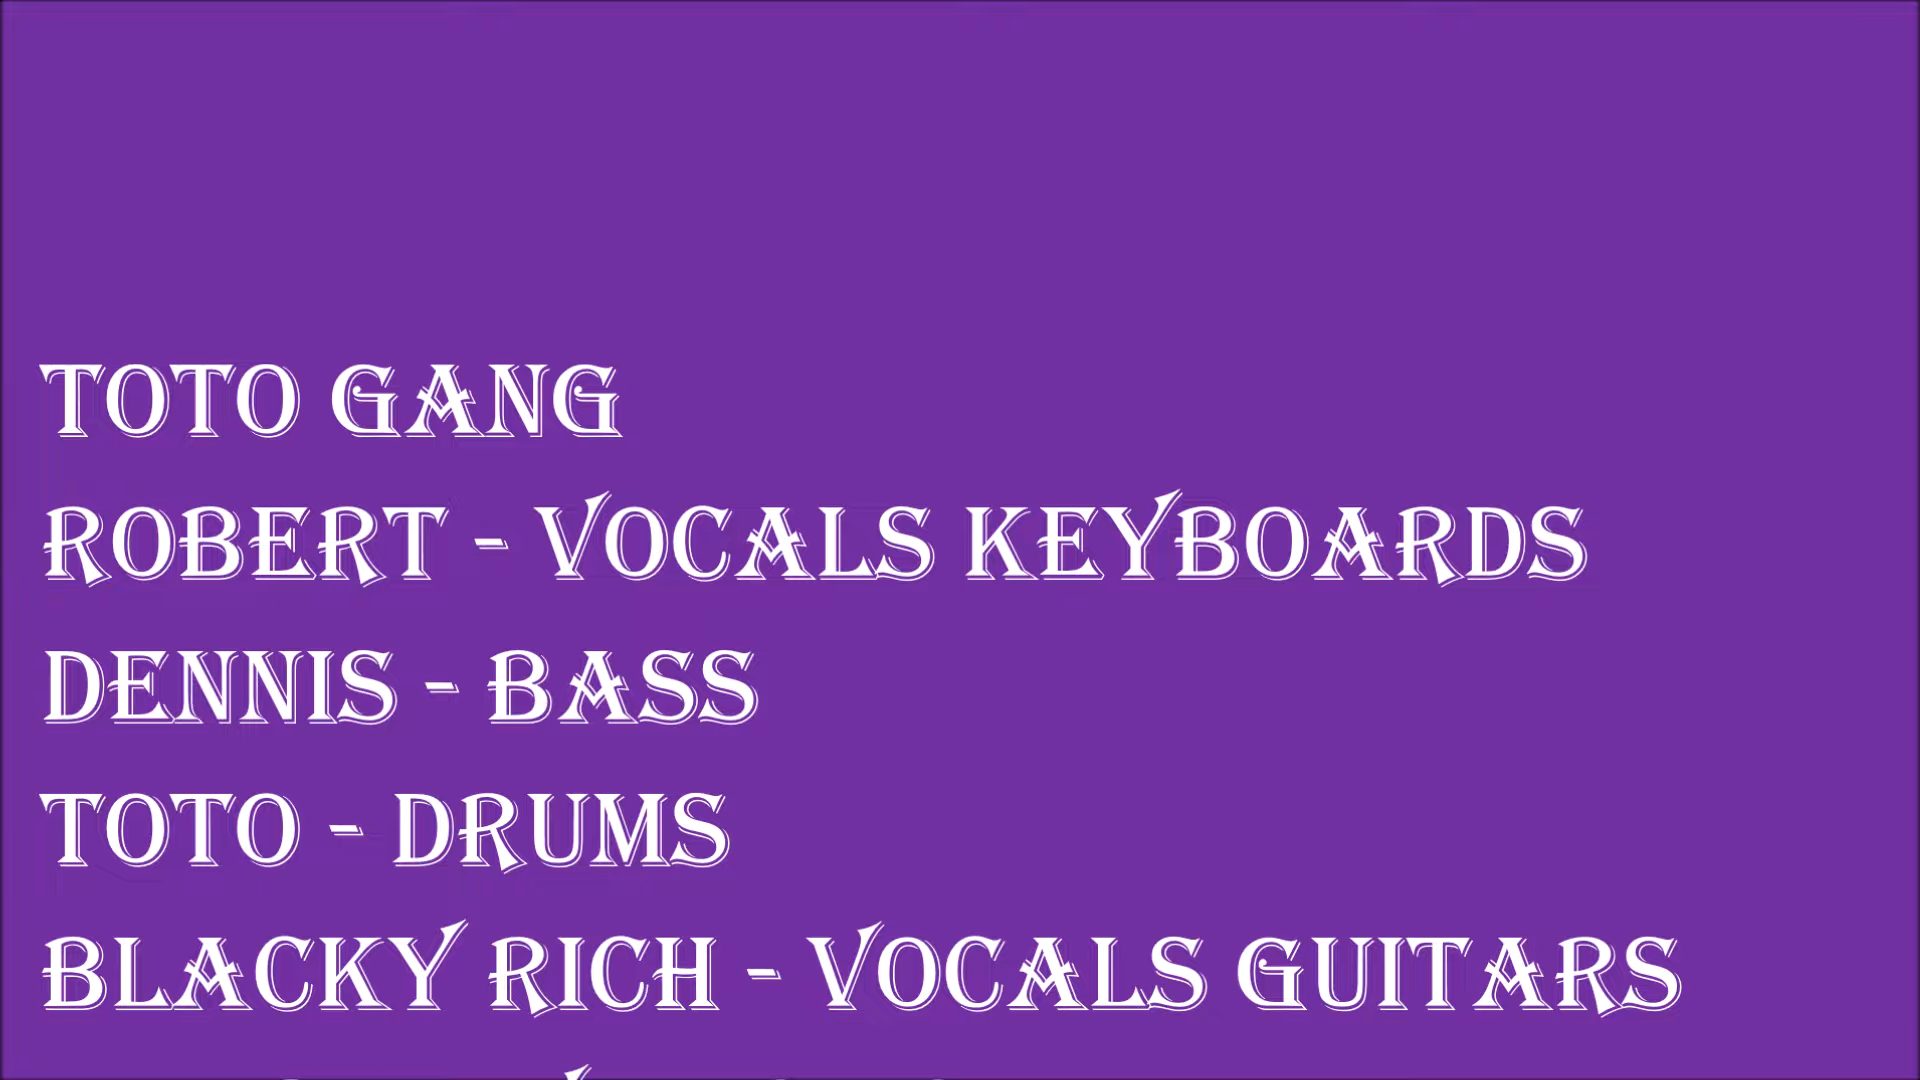 TOTO GANG
ROBERT - VOCALS KEYBOARDS
DENNIS - BASS
TOTO - DRUMS
BLACKY RICH - VOCALS GUITARS